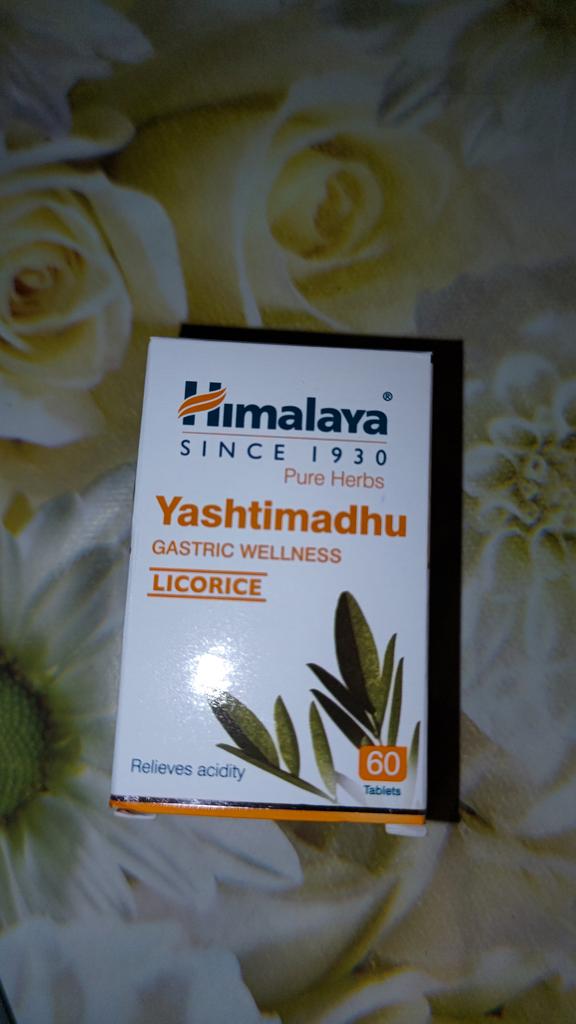 Himalaya®
SINCE 1930
Pure Herbs
Yashtimadhu
GASTRIC WELLNESS
LICORICE
Relieves acidity
60
Tablets